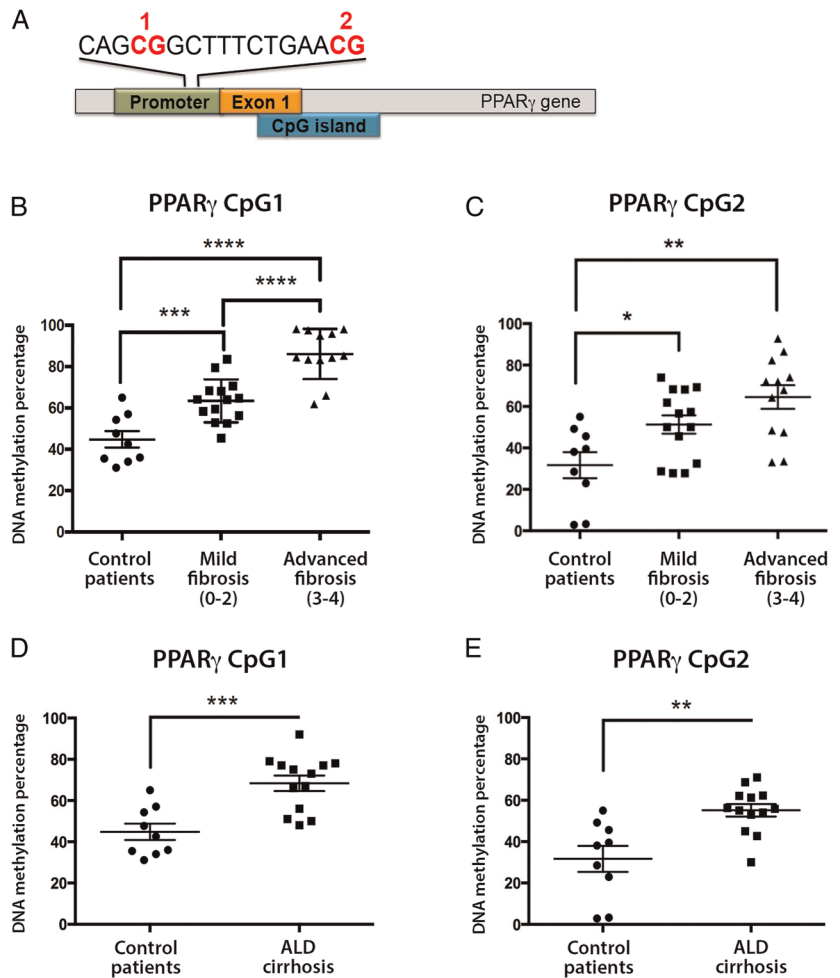 A
1 2
CAGCGGCTTTCTGAACG
Promoter Exon 1 PPARγ gene
CpG island
B
PPARγ CpG1
****
****
***
DNA methylation percentage
100
80
60
40
20
0
Control patients
Mild fibrosis (0-2)
Advanced fibrosis (3-4)
C
PPARγ CpG2
**
*
DNA methylation percentage
100
80
60
40
20
0
Control patients
Mild fibrosis (0-2)
Advanced fibrosis (3-4)
D
PPARγ CpG1
***
DNA methylation percentage
100
80
60
40
20
0
Control patients
ALD cirrhosis
E
PPARγ CpG2
**
DNA methylation percentage
100
80
60
40
20
0
Control patients
ALD cirrhosis